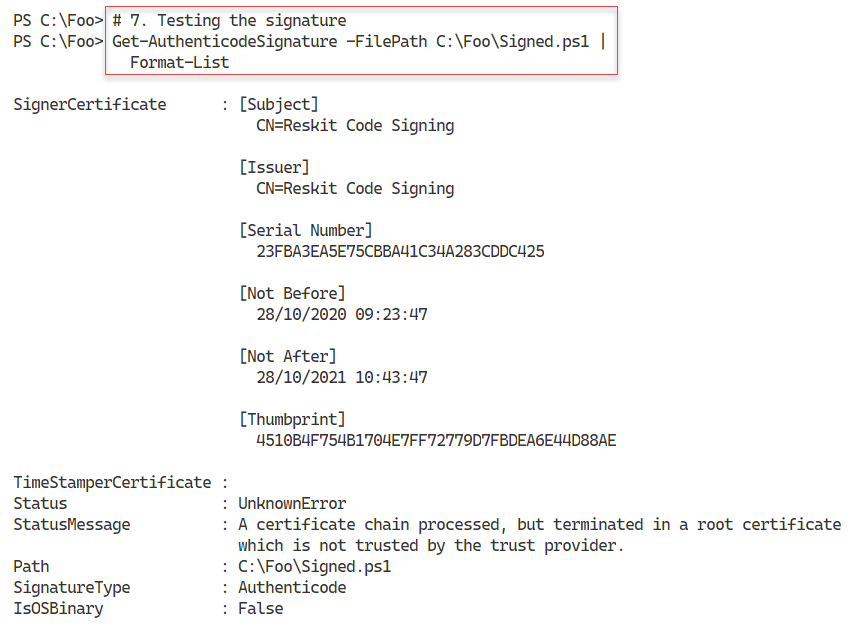 PS C:\Foo> # 7. Testing the signature
PS C:\Foo> Get-AuthenticodeSignature -FilePath C:\Foo\Signed.ps1 |
Format-List
SignerCertificate : [Subject]
CN=Reskit Code Signing
[Issuer]
CN=Reskit Code Signing
[Serial Number]
23FBA3EA5E75CBBA41C34A283CDDC425
[Not Before]
28/10/2020 09:23:47
[Not After]
28/10/2021 10:43:47
[Thumbprint]
4510B4F754B1704E7FF72779D7FBDEA6E44D88AE
TimeStamperCertificate :
Status : UnknownError
StatusMessage : A certificate chain processed, but terminated in a root certificate
which is not trusted by the trust provider.
Path : C:\Foo\Signed.ps1
SignatureType : Authenticode
IsOSBinary : False